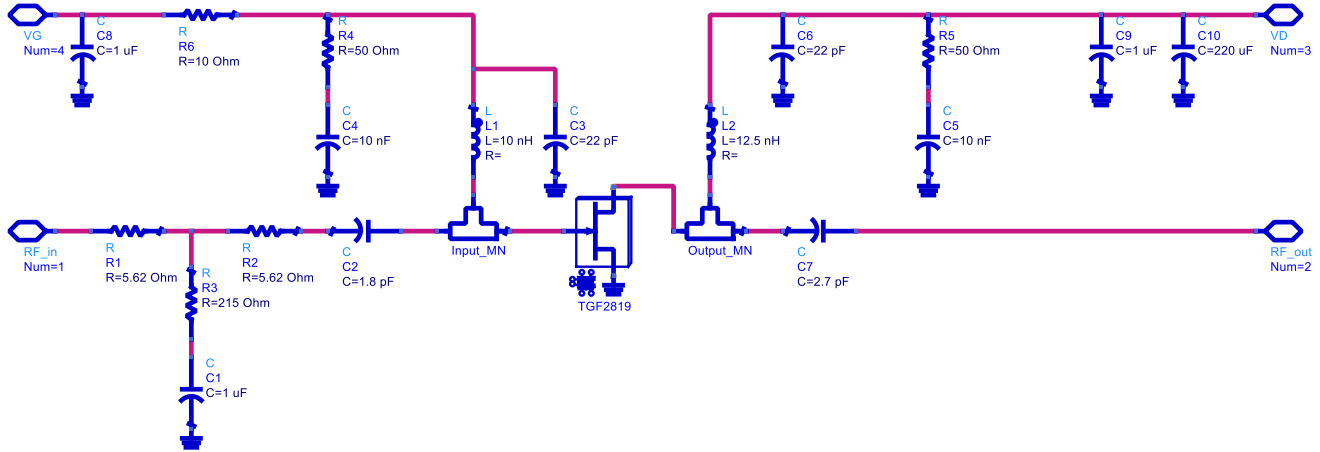 VG
Num=4
C
C8
C=1 uF
R
R6
R=10 Ohm
R
R4
R=50 Ohm
C
C4
C=10 nF
L
L1
L=10 nH
R=
C
C3
C=22 pF
L
L2
L=12.5 nH
R=
C
C6
C=22 pF
R
R5
R=50 Ohm
C
C5
C=10 nF
C
C9
C=1 uF
C
C10
C=220 uF
VD
Num=3
RF_in
Num=1
R
R1
R=5.62 Ohm
R
R2
R=5.62 Ohm
R
R3
R=215 Ohm
C
C1
C=1 uF
C
C2
C=1.8 pF
Input_MN
TGF2819
Output_MN
C
C7
C=2.7 pF
RF_out
Num=2